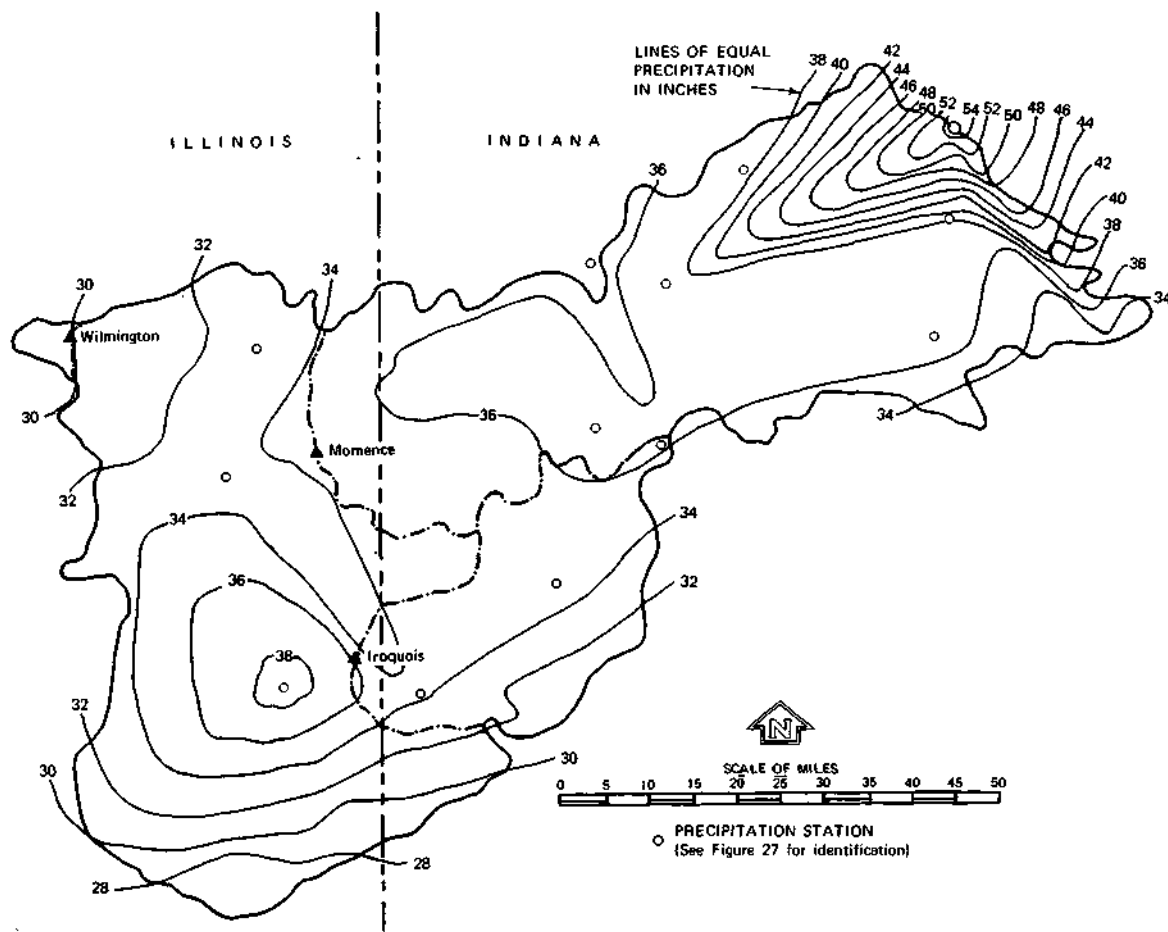 LINES OF EQUAL
PRECIPITATION
IN INCHES
38
40
42
44
46
48
50
52
54
52
50
48
46
44
42
40
38
36
34
ILLINOIS
INDIANA
36
32
34
30
Wilmington
30
36
34
Momence
32
34
34
36
32
Iroquois
38
32
30
30
28
28
N
SCALE OF MILES
0 5 10 15 20 25 30 35 40 45 50
PRECIPITATION STATION
(See Figure 27 for identification)